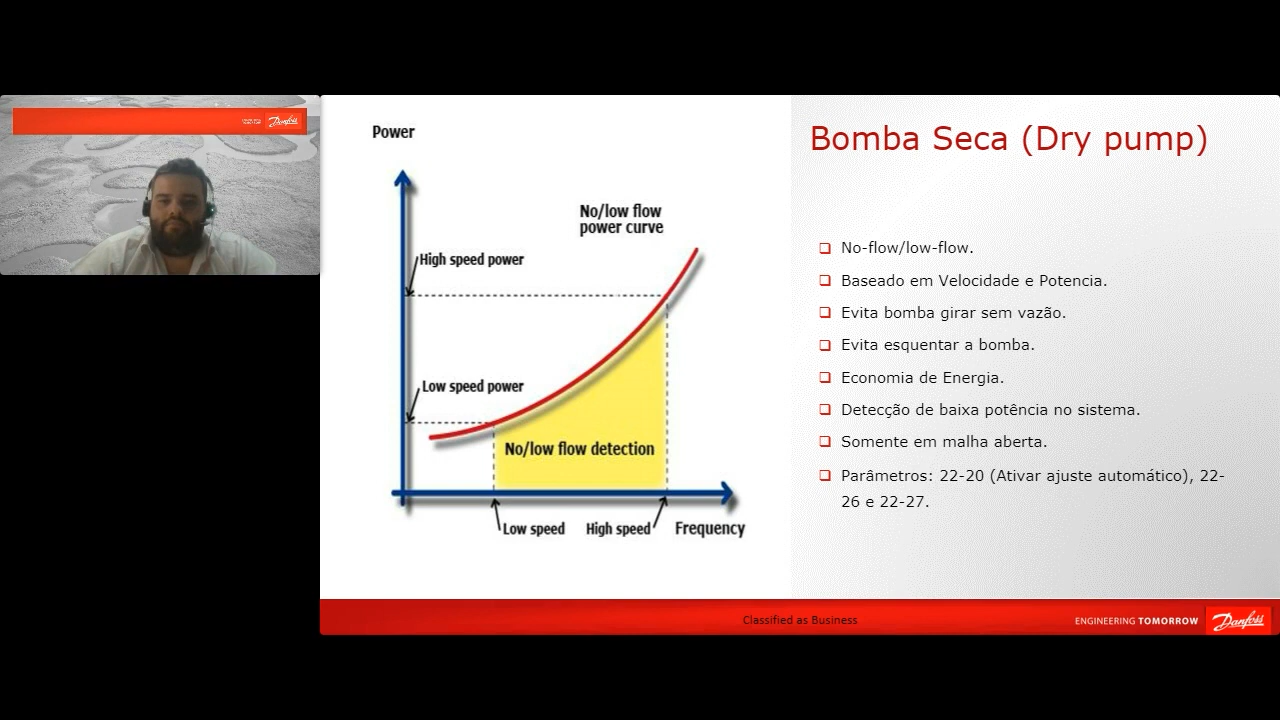 Danfoss
Power
No/low flow
power curve
High speed power
Low speed power
No/low flow detection
Low speed
High speed
Frequency
Bomba Seca (Dry pump)
No-flow/low-flow.
Baseado em Velocidade e Potencia.
Evita bomba girar sem vazão.
Evita esquentar a bomba.
Economia de Energia.
Detecção de baixa potência no sistema.
Somente em malha aberta.
Parâmetros: 22-20 (Ativar ajuste automático), 22-
26 e 22-27.
Classified as Business
ENGINEERING TOMORROW
Danfoss